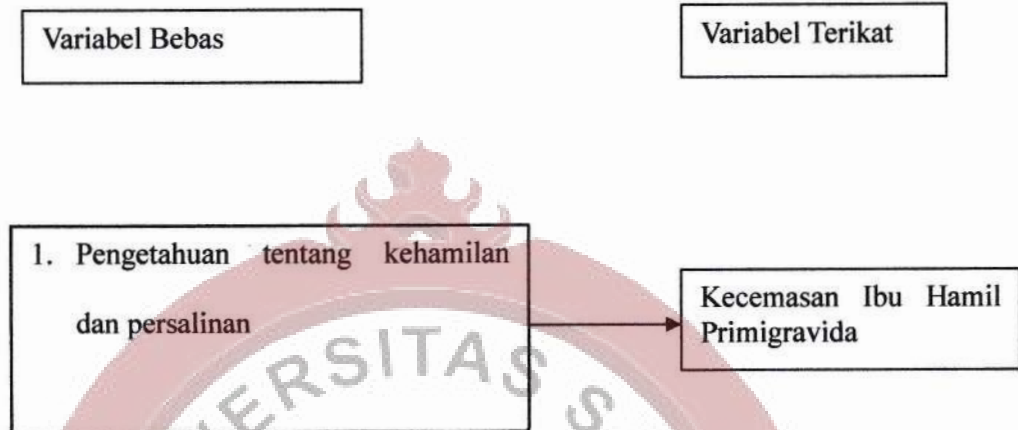 Variabel Bebas
Variabel Terikat
1. Pengetahuan tentang kehamilan
dan persalinan
Kecemasan Ibu Hamil
Primigravida
ERSITAS S